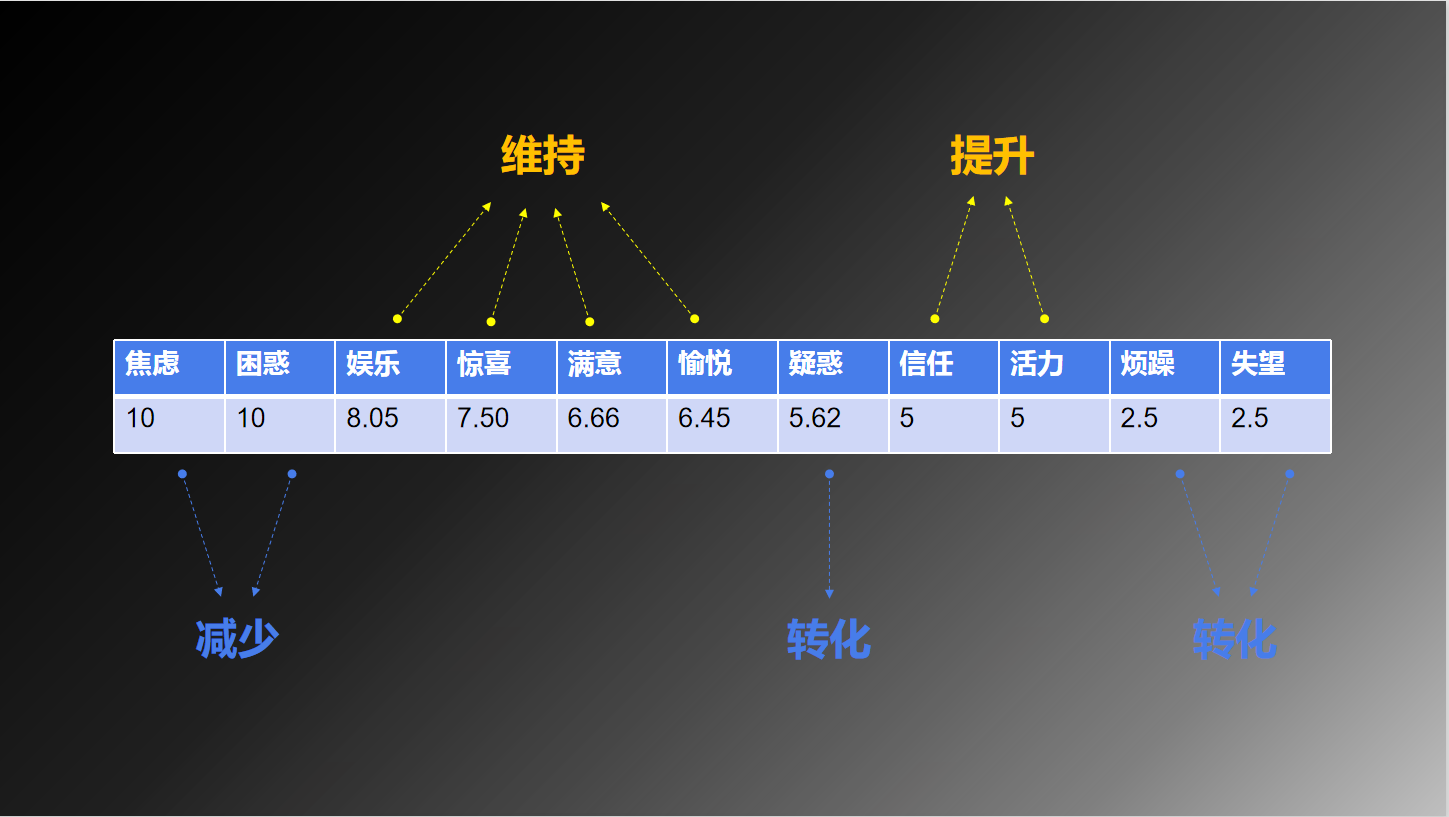 维持 提升
焦虑 困惑 娱乐 惊喜 满意 愉悦 疑惑 信任 活力 烦躁 失望
10 10 8.05 7.50 6.66 6.45 5.62 5 5 2.5 2.5
减少 转化 转化